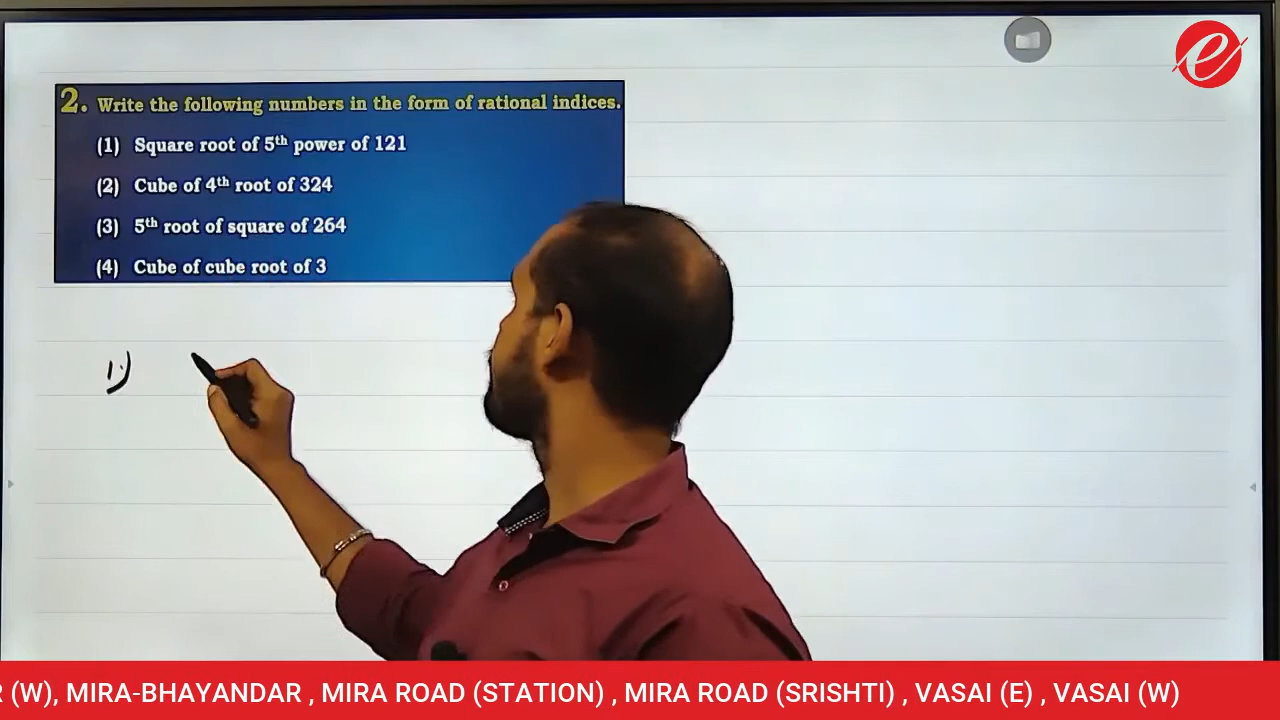 2. Write the following numbers in the form of rational indices.
(1) Square root of 5th power of 121
(2) Cube of 4th root of 324
(3) 5th root of square of 264
(4) Cube of cube root of 3
1)
(W), MIRA-BHAYANDAR , MIRA ROAD (STATION) , MIRA ROAD (SRISHTI) , VASAI (E) , VASAI (W)